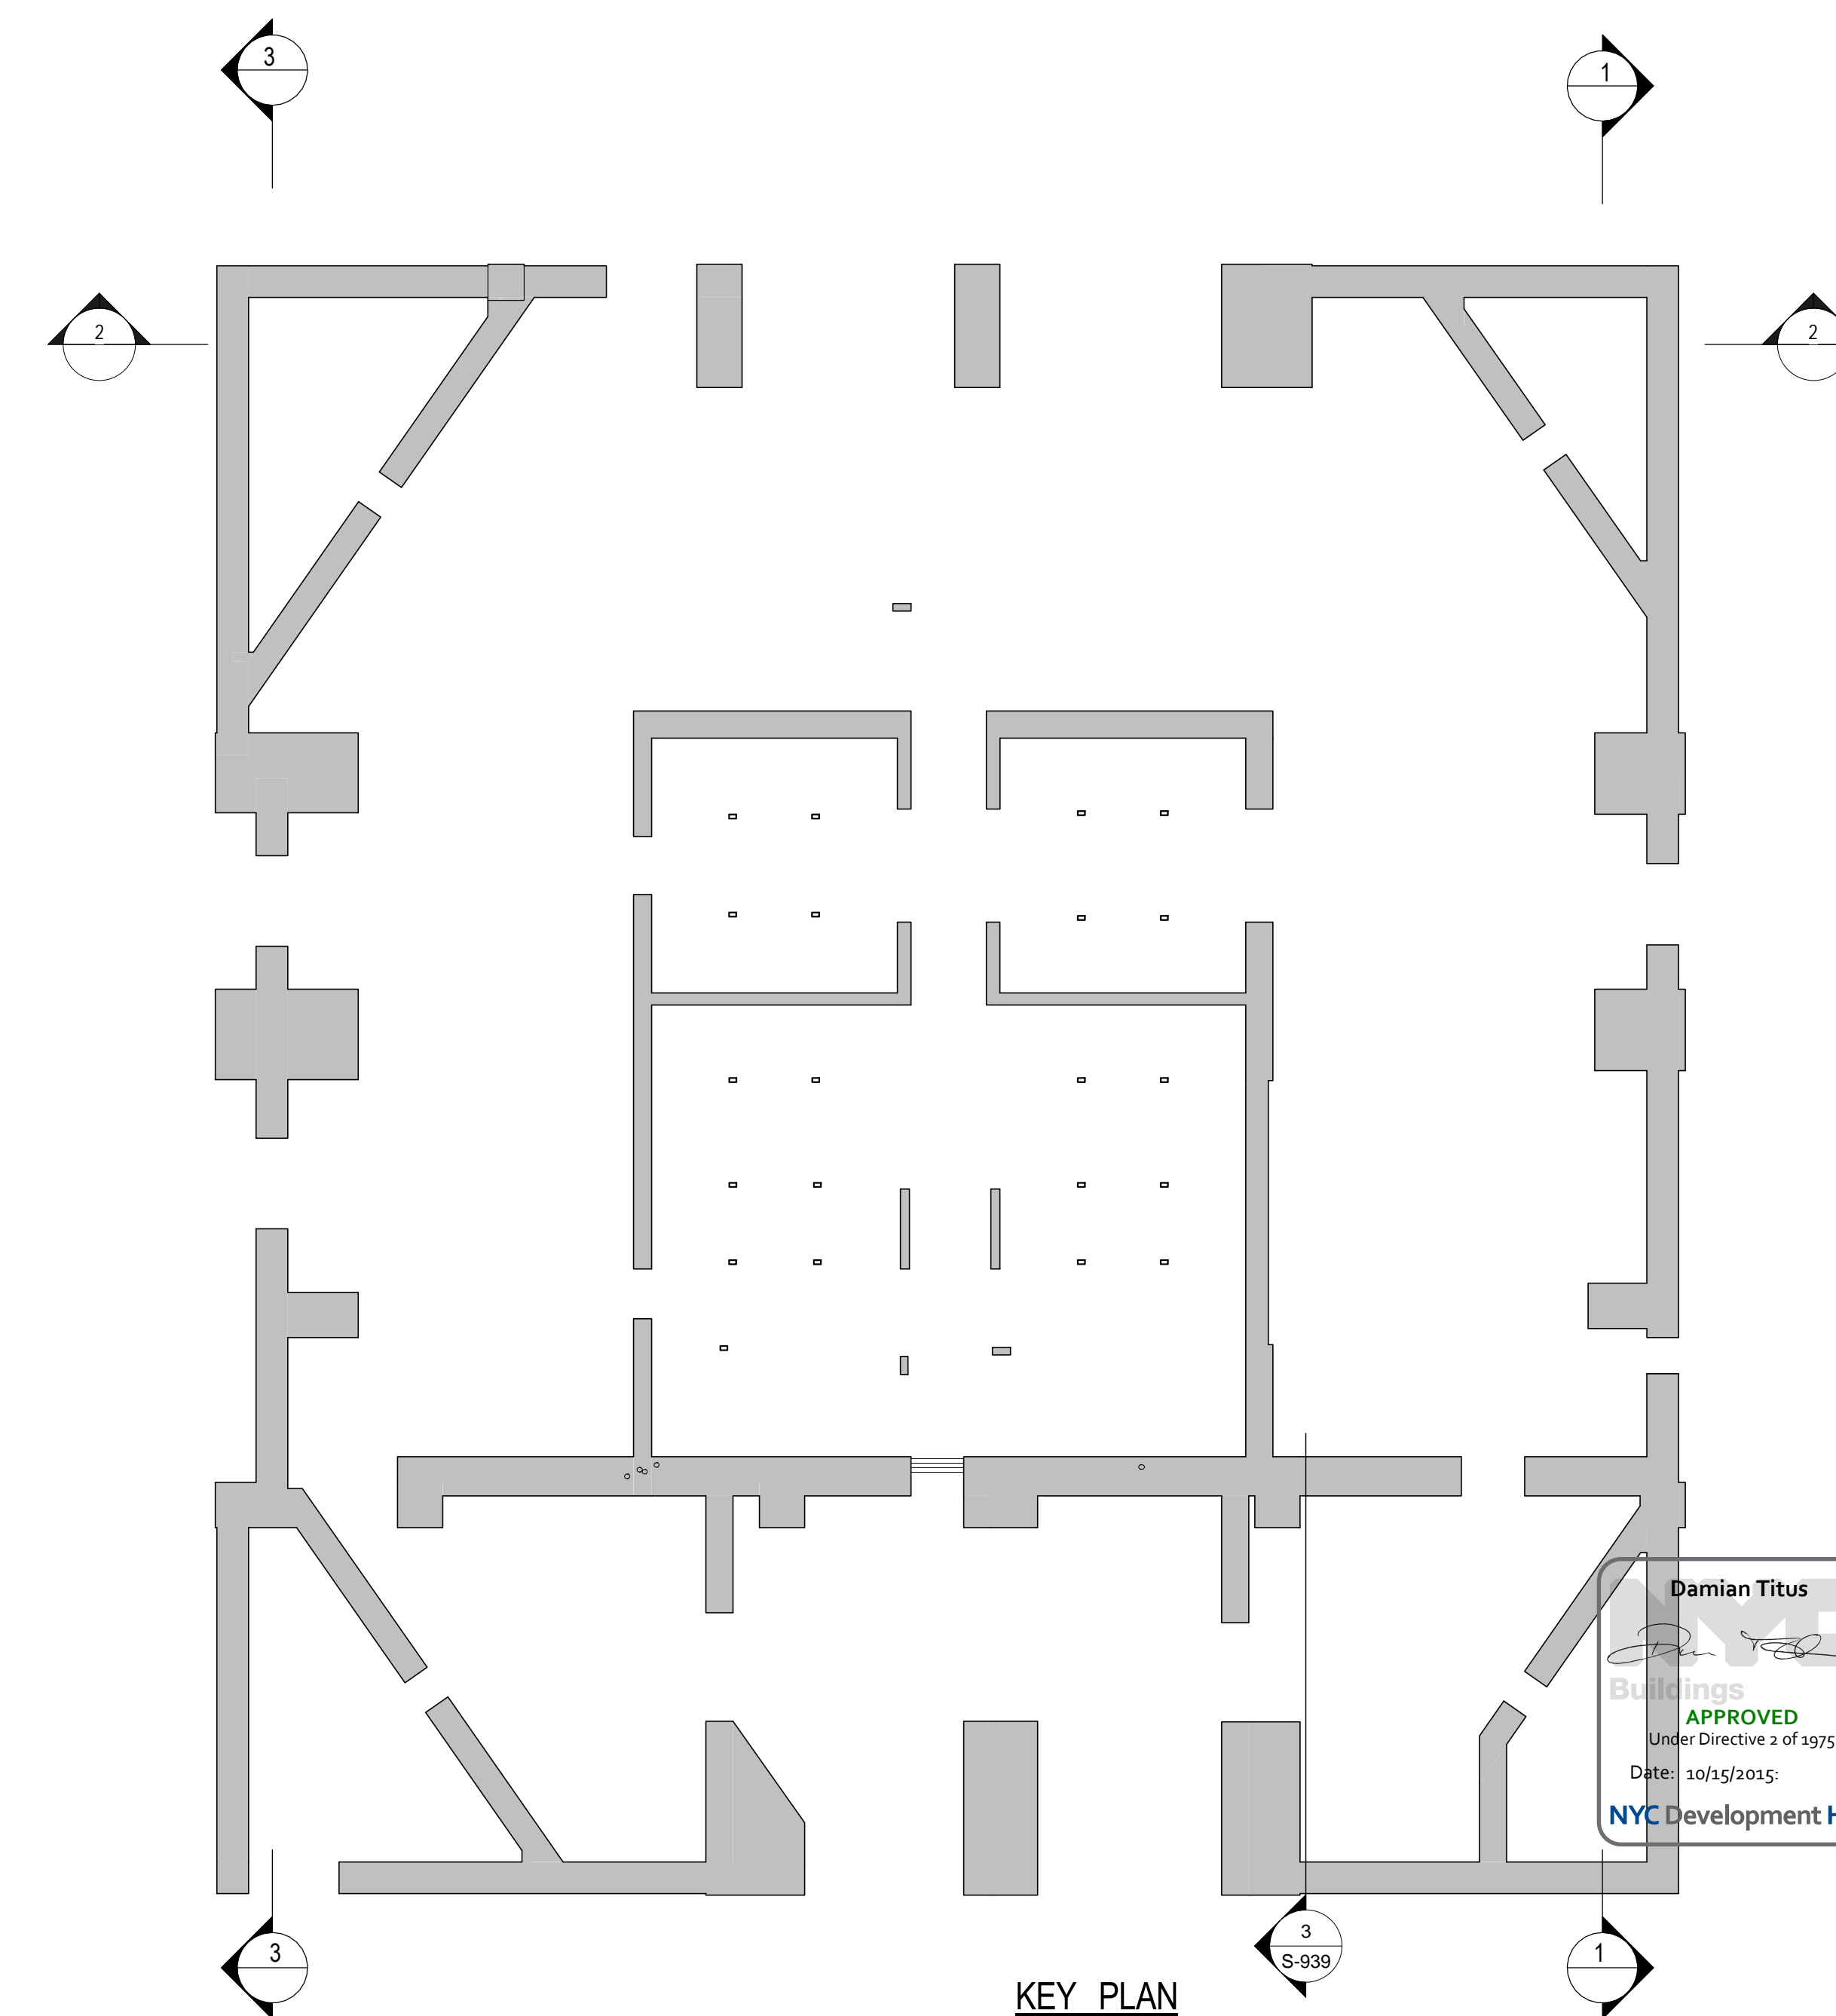 3
1
2
2
Damian Titus
Buildings
APPROVED
Under Directive 2 of 1975
Date: 10/15/2015:
NYC Development H
3
3
S-939
1
KEY PLAN